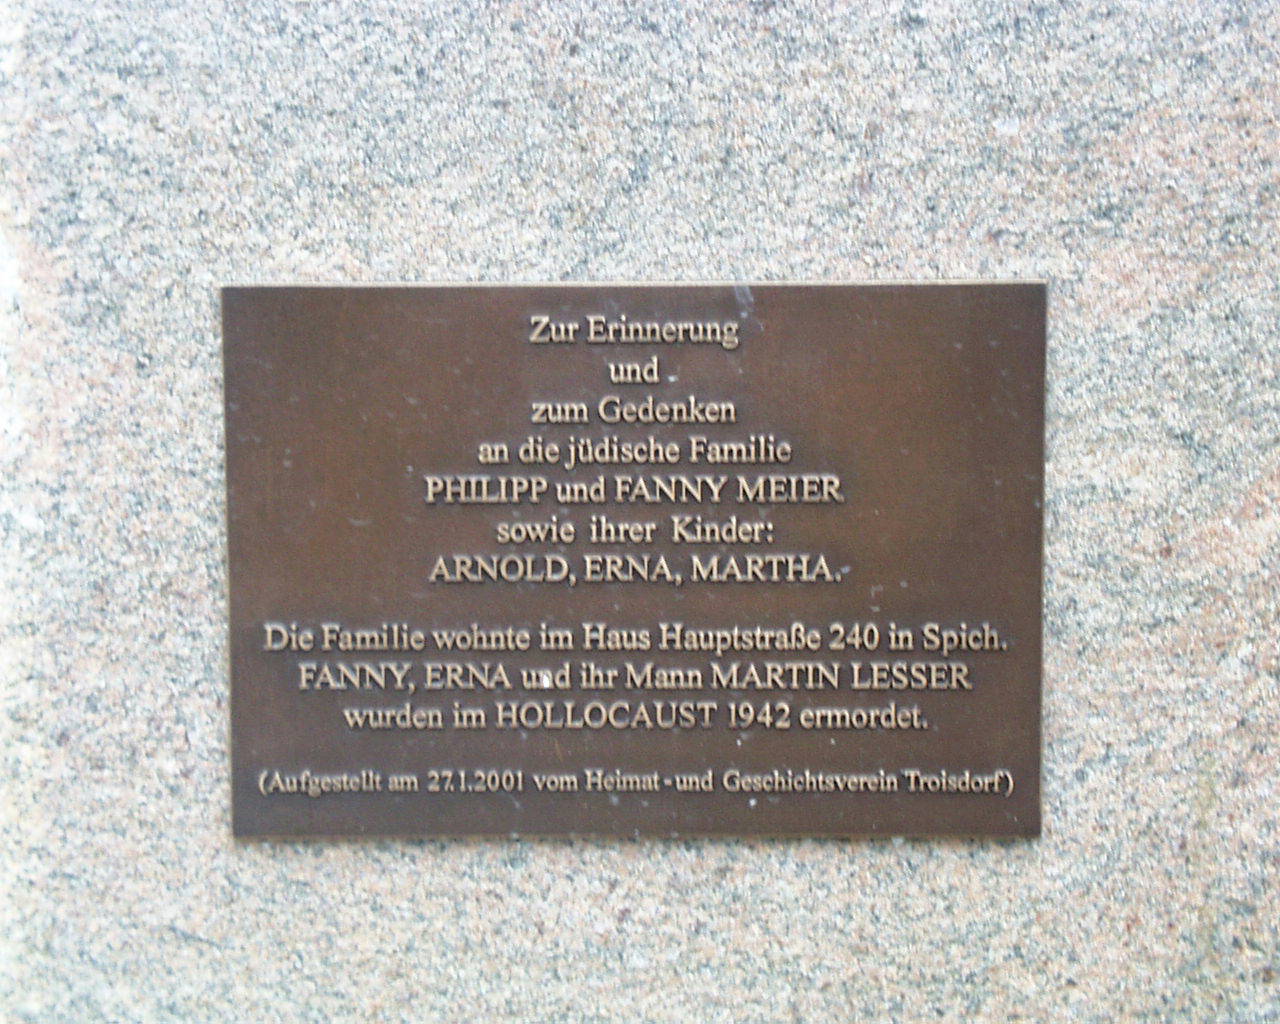 Zur Erinnerung
und
zum Gedenken
an die jüdische Familie
PHILIPP und FANNY MEIER
sowie ihrer Kinder:
ARNOLD, ERNA, MARTHA.
Die Familie wohnte im Haus Hauptstraße 240 in Spich.
FANNY, ERNA und ihr Mann MARTIN LESSER
wurden im HOLLOCAUST 1942 ermordet.
(Aufgestellt am 27.1.2001 vom Heimat-und Geschichtsverein Troisdorf)